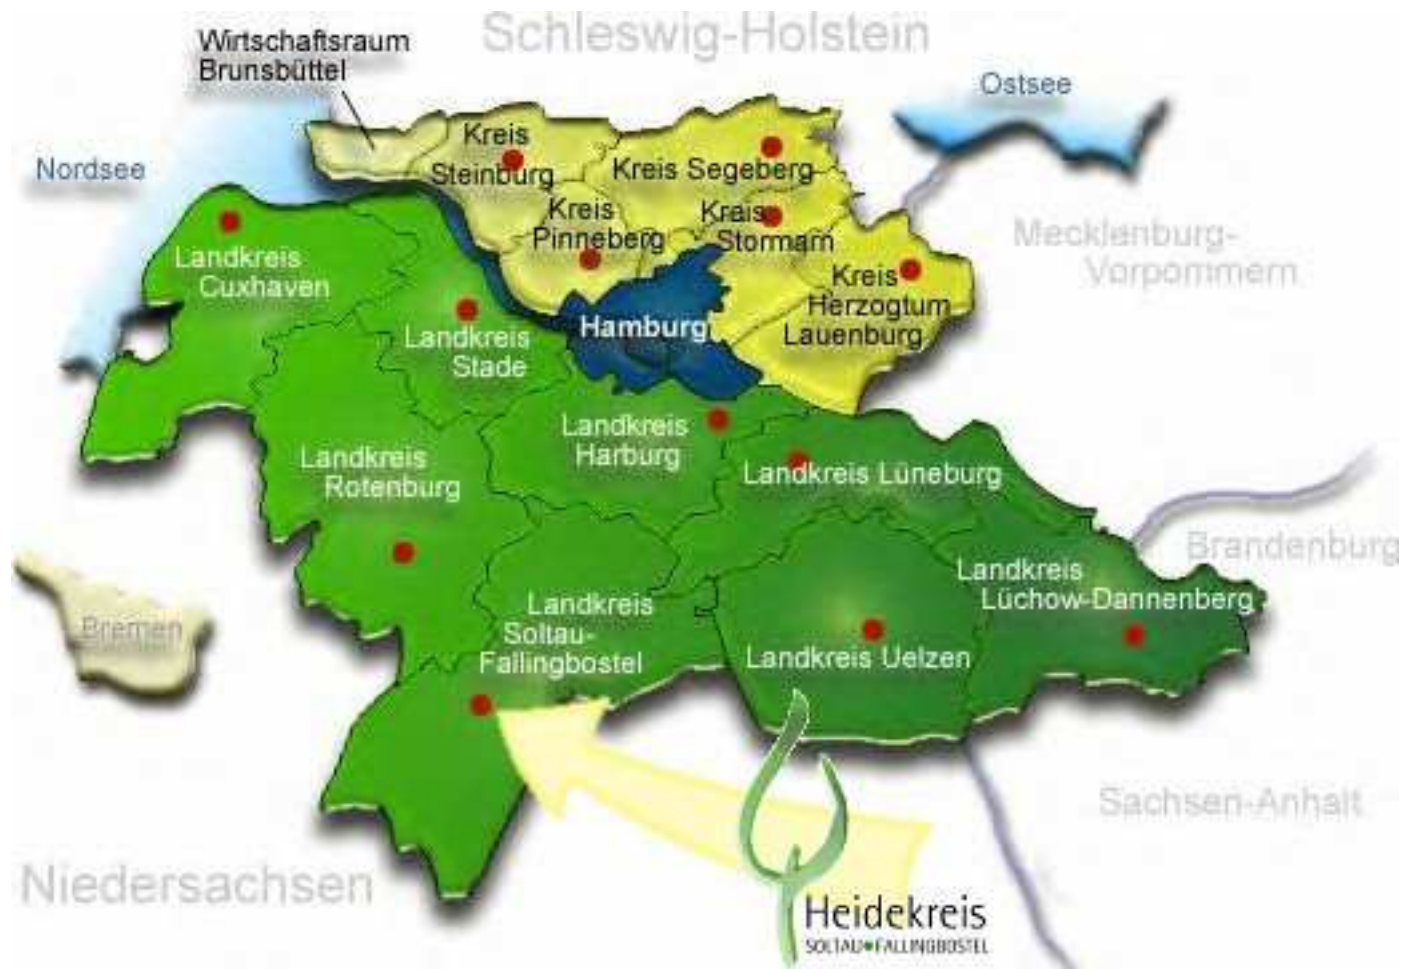 Schleswig-Holstein
Wirtschaftsraum
Brunsbüttel
Ostsee
Nordsee
Kreis
Steinburg
Kreis Segeberg
Kreis
Pinneberg
Kreis
Stormarn
Mecklenburg-
Vorpommern
Landkreis
Cuxhaven
Kreis
Herzogtum
Lauenburg
Hamburg
Landkreis
Stade
Landkreis
Harburg
Landkreis
Rotenburg
Landkreis Lüneburg
Brandenburg
Landkreis
Lüchow-Dannenberg
Landkreis
Soltau-
Fallingbostel
Bremen
Landkreis Uelzen
Sachsen-Anhalt
Niedersachsen
Heidekreis
SOLTAU•FALLINGBOSTEL